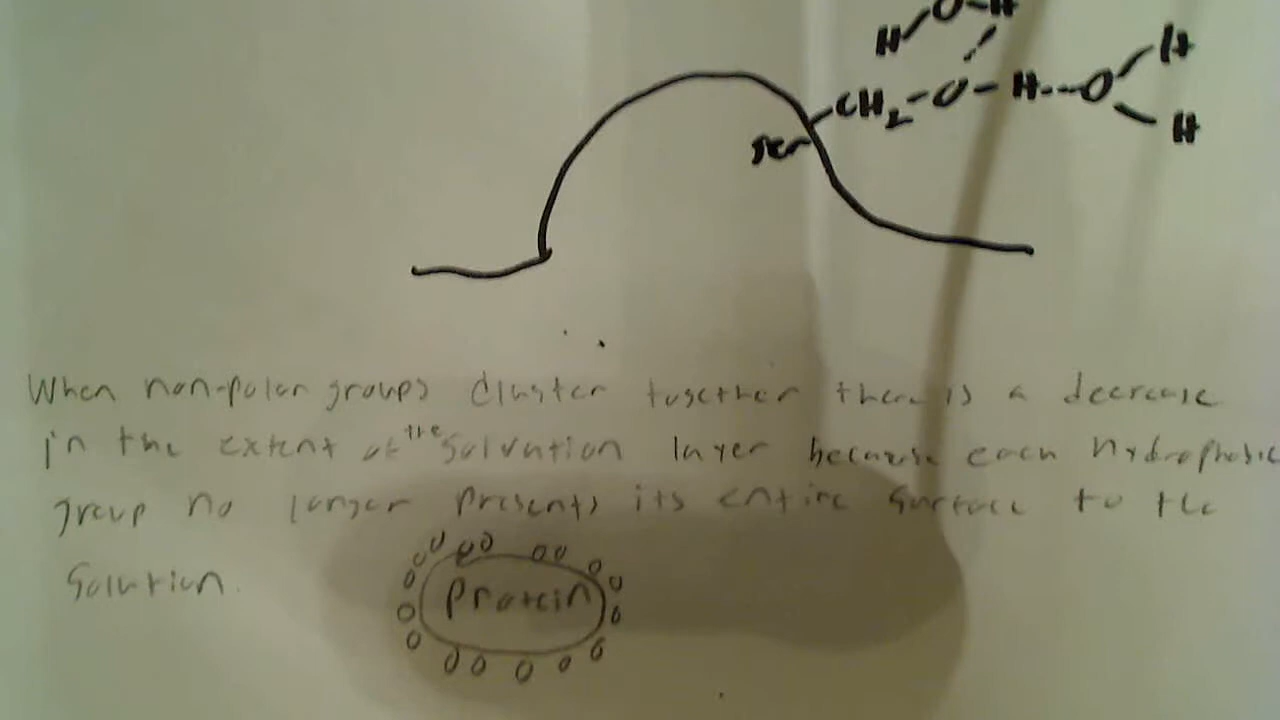 H O-H
CH2-O-H---O H
ser H
When non-polar groups cluster together there is a decrease
in the extent of the solvation layer because each hydrophobic
group no longer presents its entire surface to the
solution.
Protein